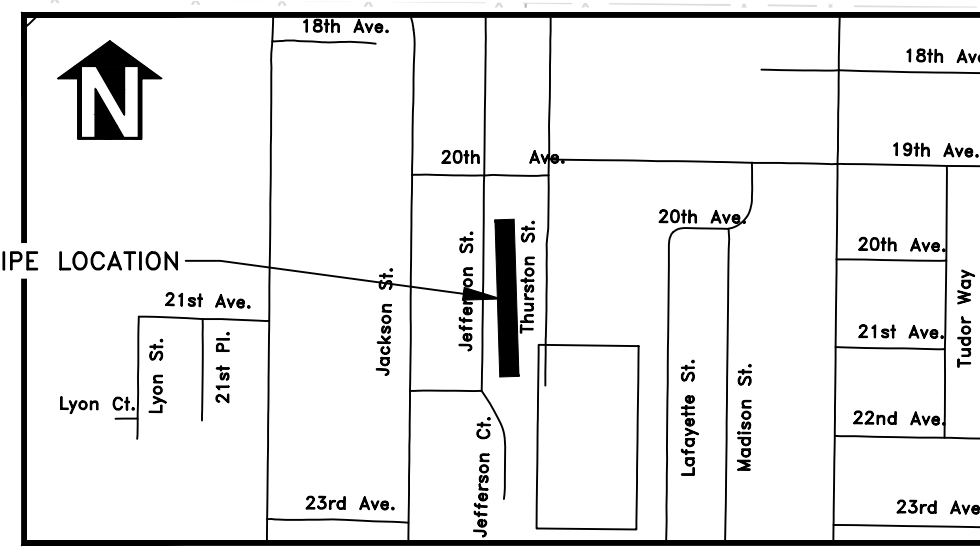 18th Ave.
18th Ave
N
20th Ave.
19th Ave.
20th Ave.
20th Ave.
IPE LOCATION
Jackson St.
Jefferson St.
Thurston St.
21st Ave.
21st Ave.
Tudor Way
Lyon St.
21st Pl.
Lyon Ct.
Lafayette St.
Madison St.
22nd Ave.
Jefferson Ct.
23rd Ave.
23rd Ave